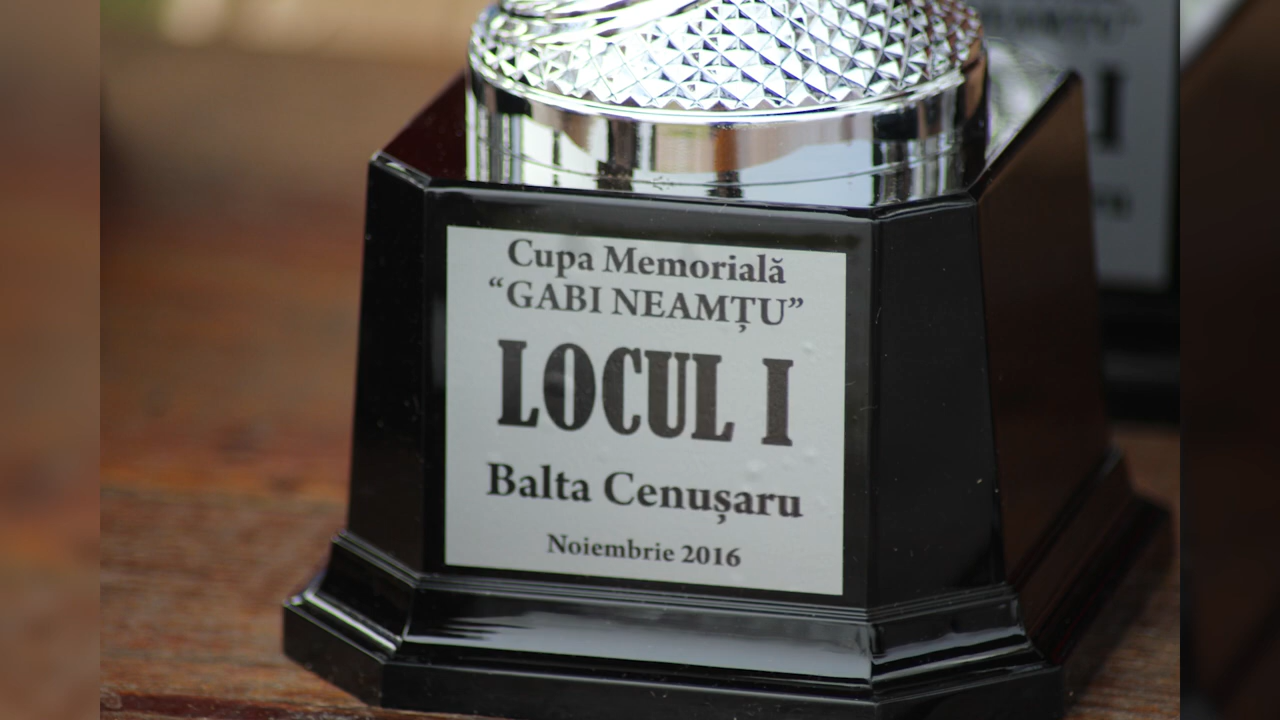 Cupa Memorială
“GABI NEAMȚU”
LOCUL I
Balta Cenușaru
Noiembrie 2016